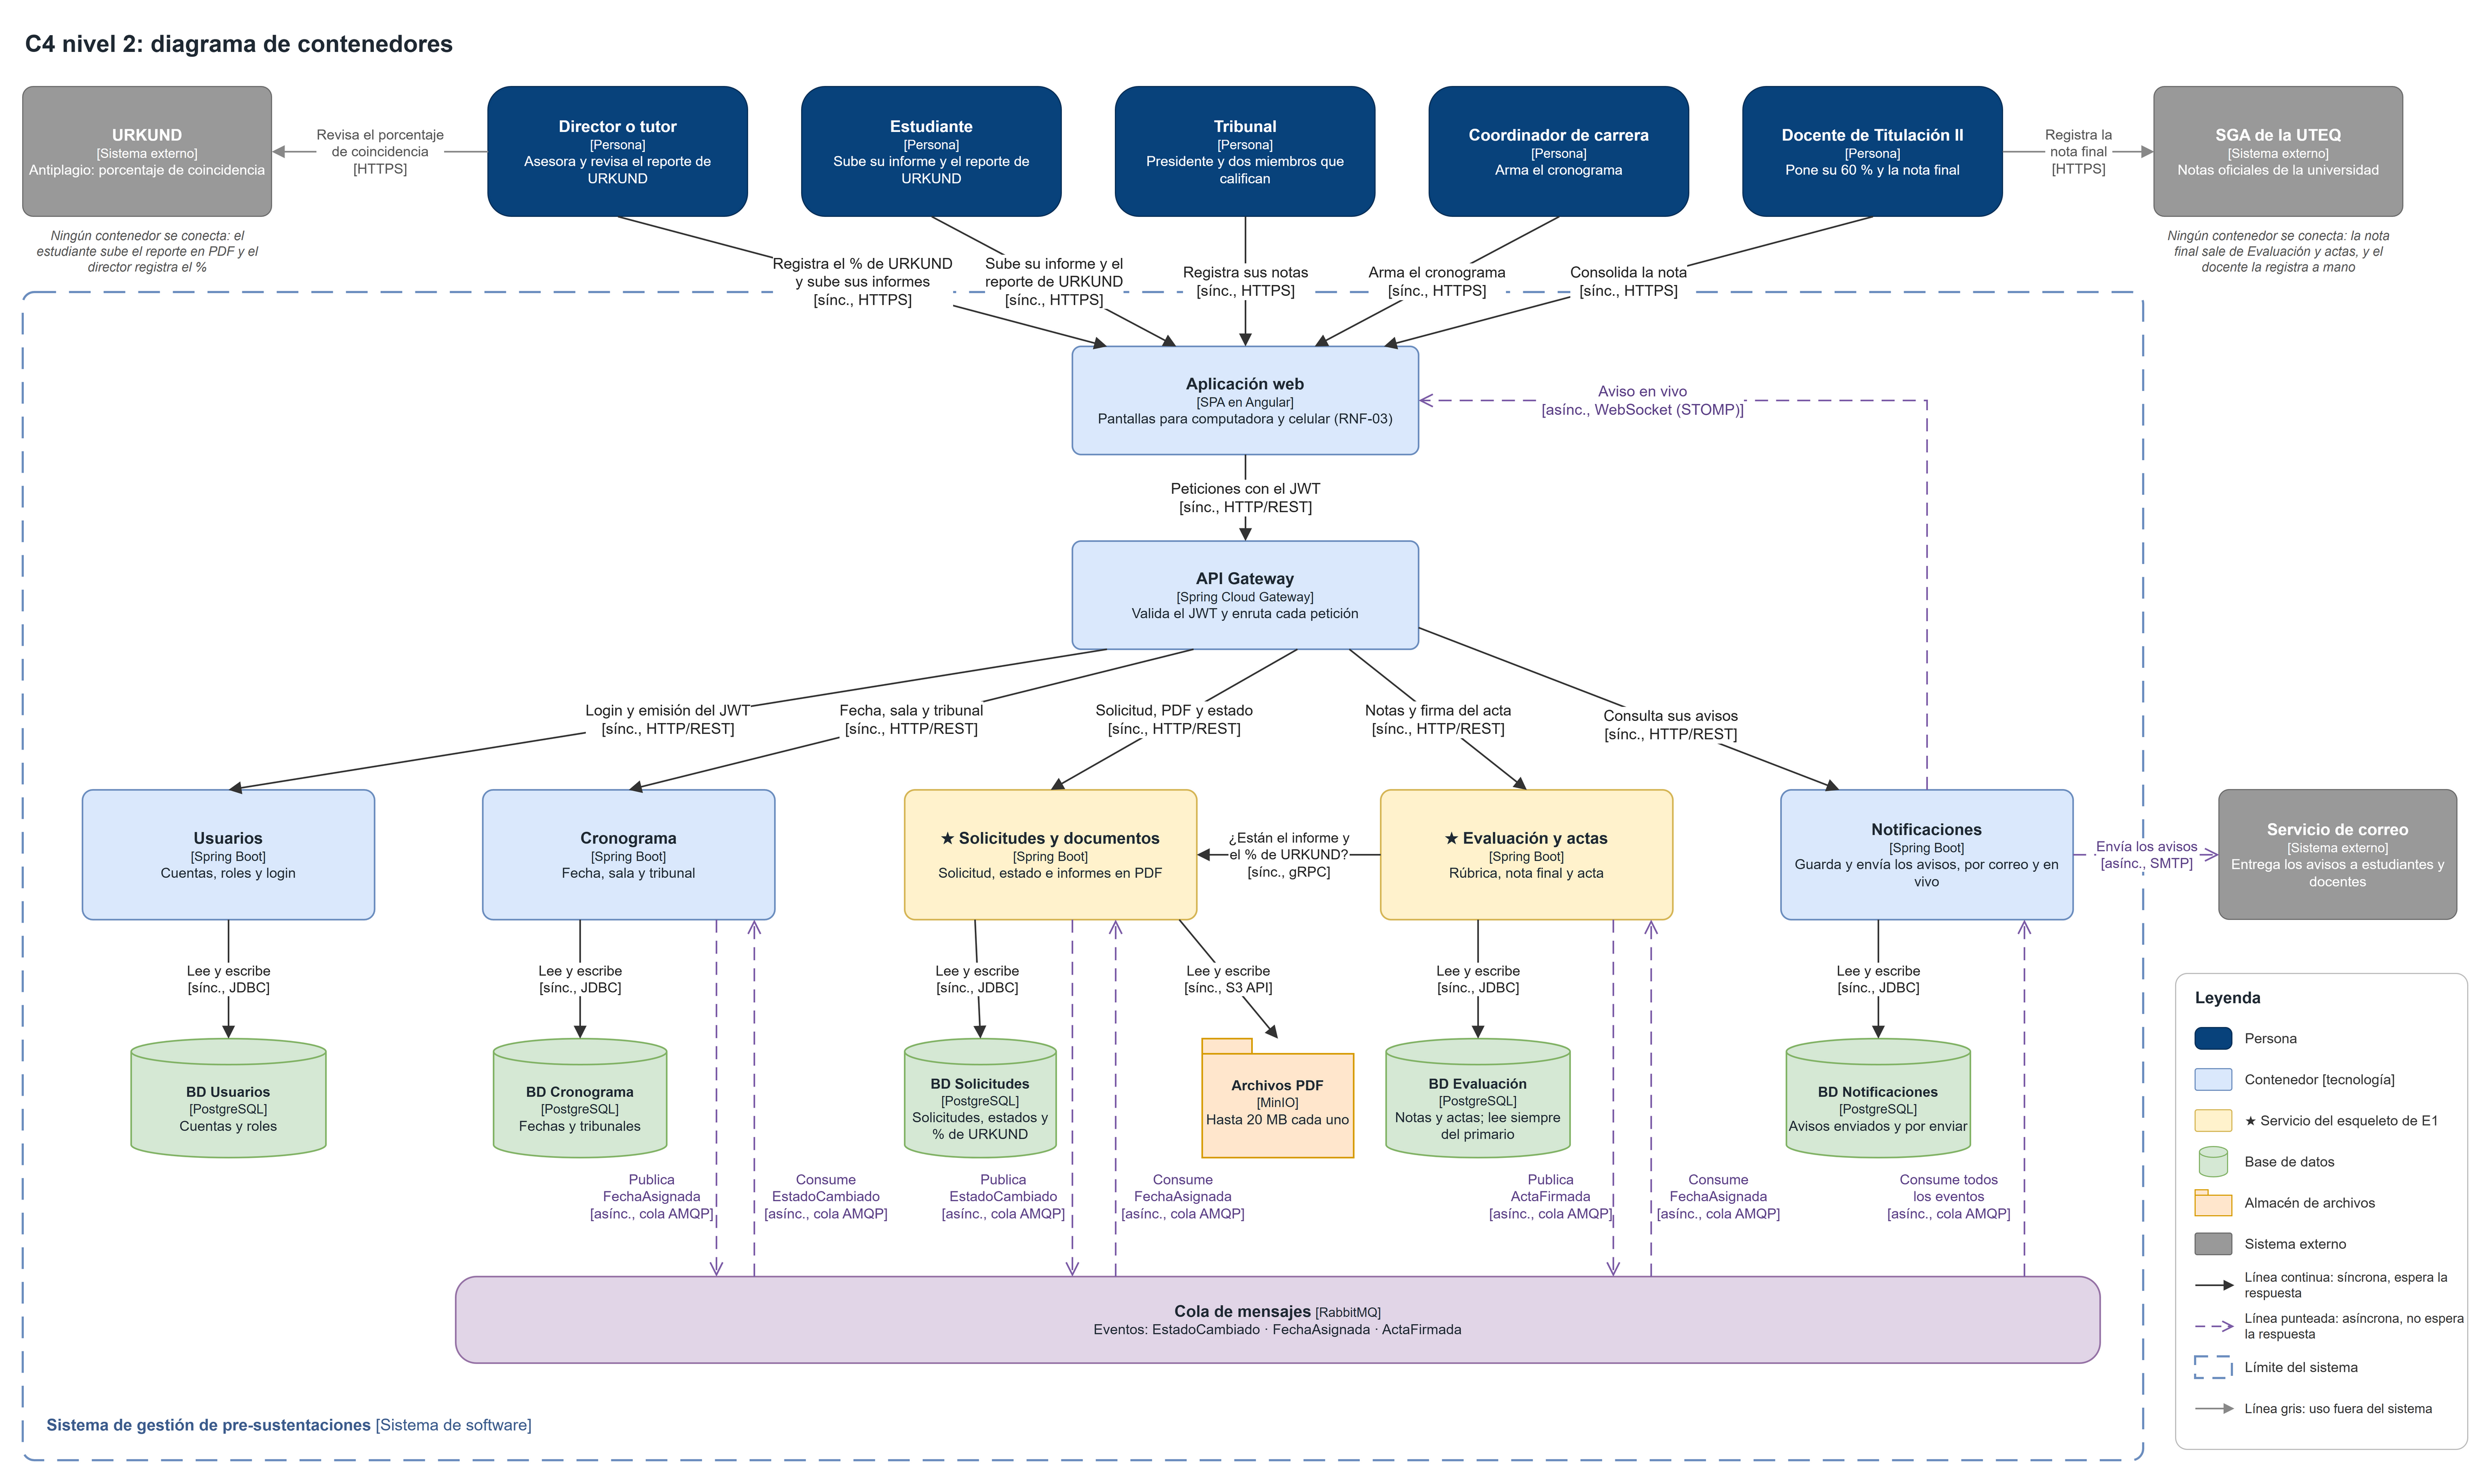 C4 nivel 2: diagrama de contenedores
URKUND
[Sistema externo]
Antiplagio: porcentaje de coincidencia
Revisa el porcentaje
de coincidencia
[HTTPS]
Director o tutor
[Persona]
Asesora y revisa el reporte de
URKUND
Estudiante
[Persona]
Sube su informe y el reporte de
URKUND
Tribunal
[Persona]
Presidente y dos miembros que
califican
Coordinador de carrera
[Persona]
Arma el cronograma
Docente de Titulación II
[Persona]
Pone su 60 % y la nota final
Registra la
nota final
[HTTPS]
SGA de la UTEQ
[Sistema externo]
Notas oficiales de la universidad
Ningún contenedor se conecta: el
estudiante sube el reporte en PDF y el
director registra el %
Ningún contenedor se conecta: la nota
final sale de Evaluación y actas, y el
docente la registra a mano
Registra el % de URKUND
y sube sus informes
[sínc., HTTPS]
Sube su informe y el
reporte de URKUND
[sínc., HTTPS]
Registra sus notas
[sínc., HTTPS]
Arma el cronograma
[sínc., HTTPS]
Consolida la nota
[sínc., HTTPS]
Aplicación web
[SPA en Angular]
Pantallas para computadora y celular (RNF-03)
Aviso en vivo
[asínc., WebSocket (STOMP)]
Peticiones con el JWT
[sínc., HTTP/REST]
API Gateway
[Spring Cloud Gateway]
Valida el JWT y enruta cada petición
Login y emisión del JWT
[sínc., HTTP/REST]
Fecha, sala y tribunal
[sínc., HTTP/REST]
Solicitud, PDF y estado
[sínc., HTTP/REST]
Notas y firma del acta
[sínc., HTTP/REST]
Consulta sus avisos
[sínc., HTTP/REST]
Usuarios
[Spring Boot]
Cuentas, roles y login
Cronograma
[Spring Boot]
Fecha, sala y tribunal
★ Solicitudes y documentos
[Spring Boot]
Solicitud, estado e informes en PDF
¿Están el informe y
el % de URKUND?
[sínc., gRPC]
★ Evaluación y actas
[Spring Boot]
Rúbrica, nota final y acta
Notificaciones
[Spring Boot]
Guarda y envía los avisos, por correo y en
vivo
Envía los avisos
[asínc., SMTP]
Servicio de correo
[Sistema externo]
Entrega los avisos a estudiantes y
docentes
Lee y escribe
[sínc., JDBC]
Lee y escribe
[sínc., JDBC]
Lee y escribe
[sínc., JDBC]
Lee y escribe
[sínc., S3 API]
Lee y escribe
[sínc., JDBC]
Lee y escribe
[sínc., JDBC]
BD Usuarios
[PostgreSQL]
Cuentas y roles
BD Cronograma
[PostgreSQL]
Fechas y tribunales
BD Solicitudes
[PostgreSQL]
Solicitudes, estados y
% de URKUND
Archivos PDF
[MinIO]
Hasta 20 MB cada uno
BD Evaluación
[PostgreSQL]
Notas y actas; lee siempre
del primario
BD Notificaciones
[PostgreSQL]
Avisos enviados y por enviar
Publica
FechaAsignada
[asínc., cola AMQP]
Consume
EstadoCambiado
[asínc., cola AMQP]
Publica
EstadoCambiado
[asínc., cola AMQP]
Consume
FechaAsignada
[asínc., cola AMQP]
Publica
ActaFirmada
[asínc., cola AMQP]
Consume
FechaAsignada
[asínc., cola AMQP]
Consume todos
los eventos
[asínc., cola AMQP]
Cola de mensajes [RabbitMQ]
Eventos: EstadoCambiado · FechaAsignada · ActaFirmada
Sistema de gestión de pre-sustentaciones [Sistema de software]
Leyenda
Persona
Contenedor [tecnología]
★ Servicio del esqueleto de E1
Base de datos
Almacén de archivos
Sistema externo
Línea continua: síncrona, espera la
respuesta
Línea punteada: asíncrona, no espera
la respuesta
Límite del sistema
Línea gris: uso fuera del sistema